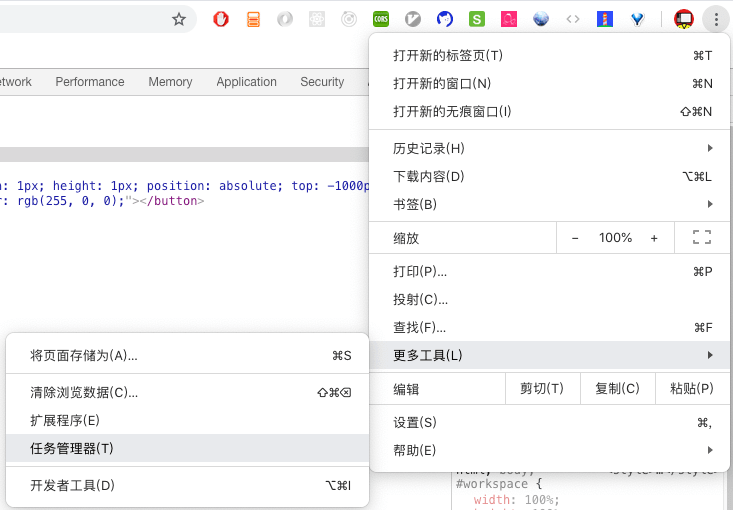 CORS
S
etwork Performance Memory Application Security
: 1px; height: 1px; position: absolute; top: -1000p
: rgb(255, 0, 0);"></button>
打开新的标签页(T) ⌘T
打开新的窗口(N) ⌘N
打开新的无痕窗口(I) ⇧⌘N
历史记录(H)
下载内容(D) ⌥⌘L
书签(B)
缩放 − 100% +
打印(P)... ⌘P
投射(C)...
查找(F)... ⌘F
更多工具(L)
编辑 剪切(T) 复制(C) 粘贴(P)
设置(S) ⌘,
帮助(E)
将页面存储为(A)... ⌘S
清除浏览数据(C)... ⇧⌘⌫
扩展程序(E)
任务管理器(T)
开发者工具(D) ⌥⌘I
#workspace {
width: 100%;